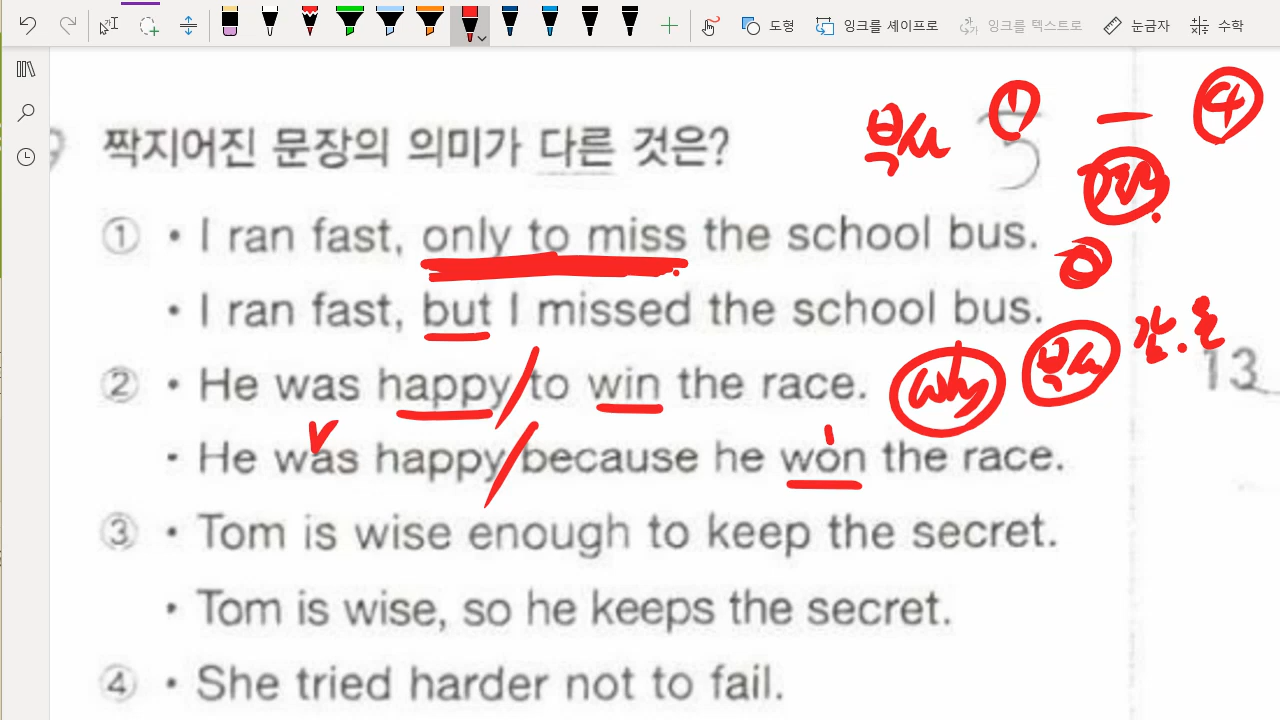 도형 잉크를 셰이프로 잉크를 텍스트로 눈금자 수학
짝지어진 문장의 의미가 다른 것은?
부사 ① ㅡ ④
① • I ran fast, only to miss the school bus.
• I ran fast, but I missed the school bus.
② • He was happy to win the race. why 부사 감.원
13
• He was happy because he won the race.
③ • Tom is wise enough to keep the secret.
• Tom is wise, so he keeps the secret.
④ • She tried harder not to fail.